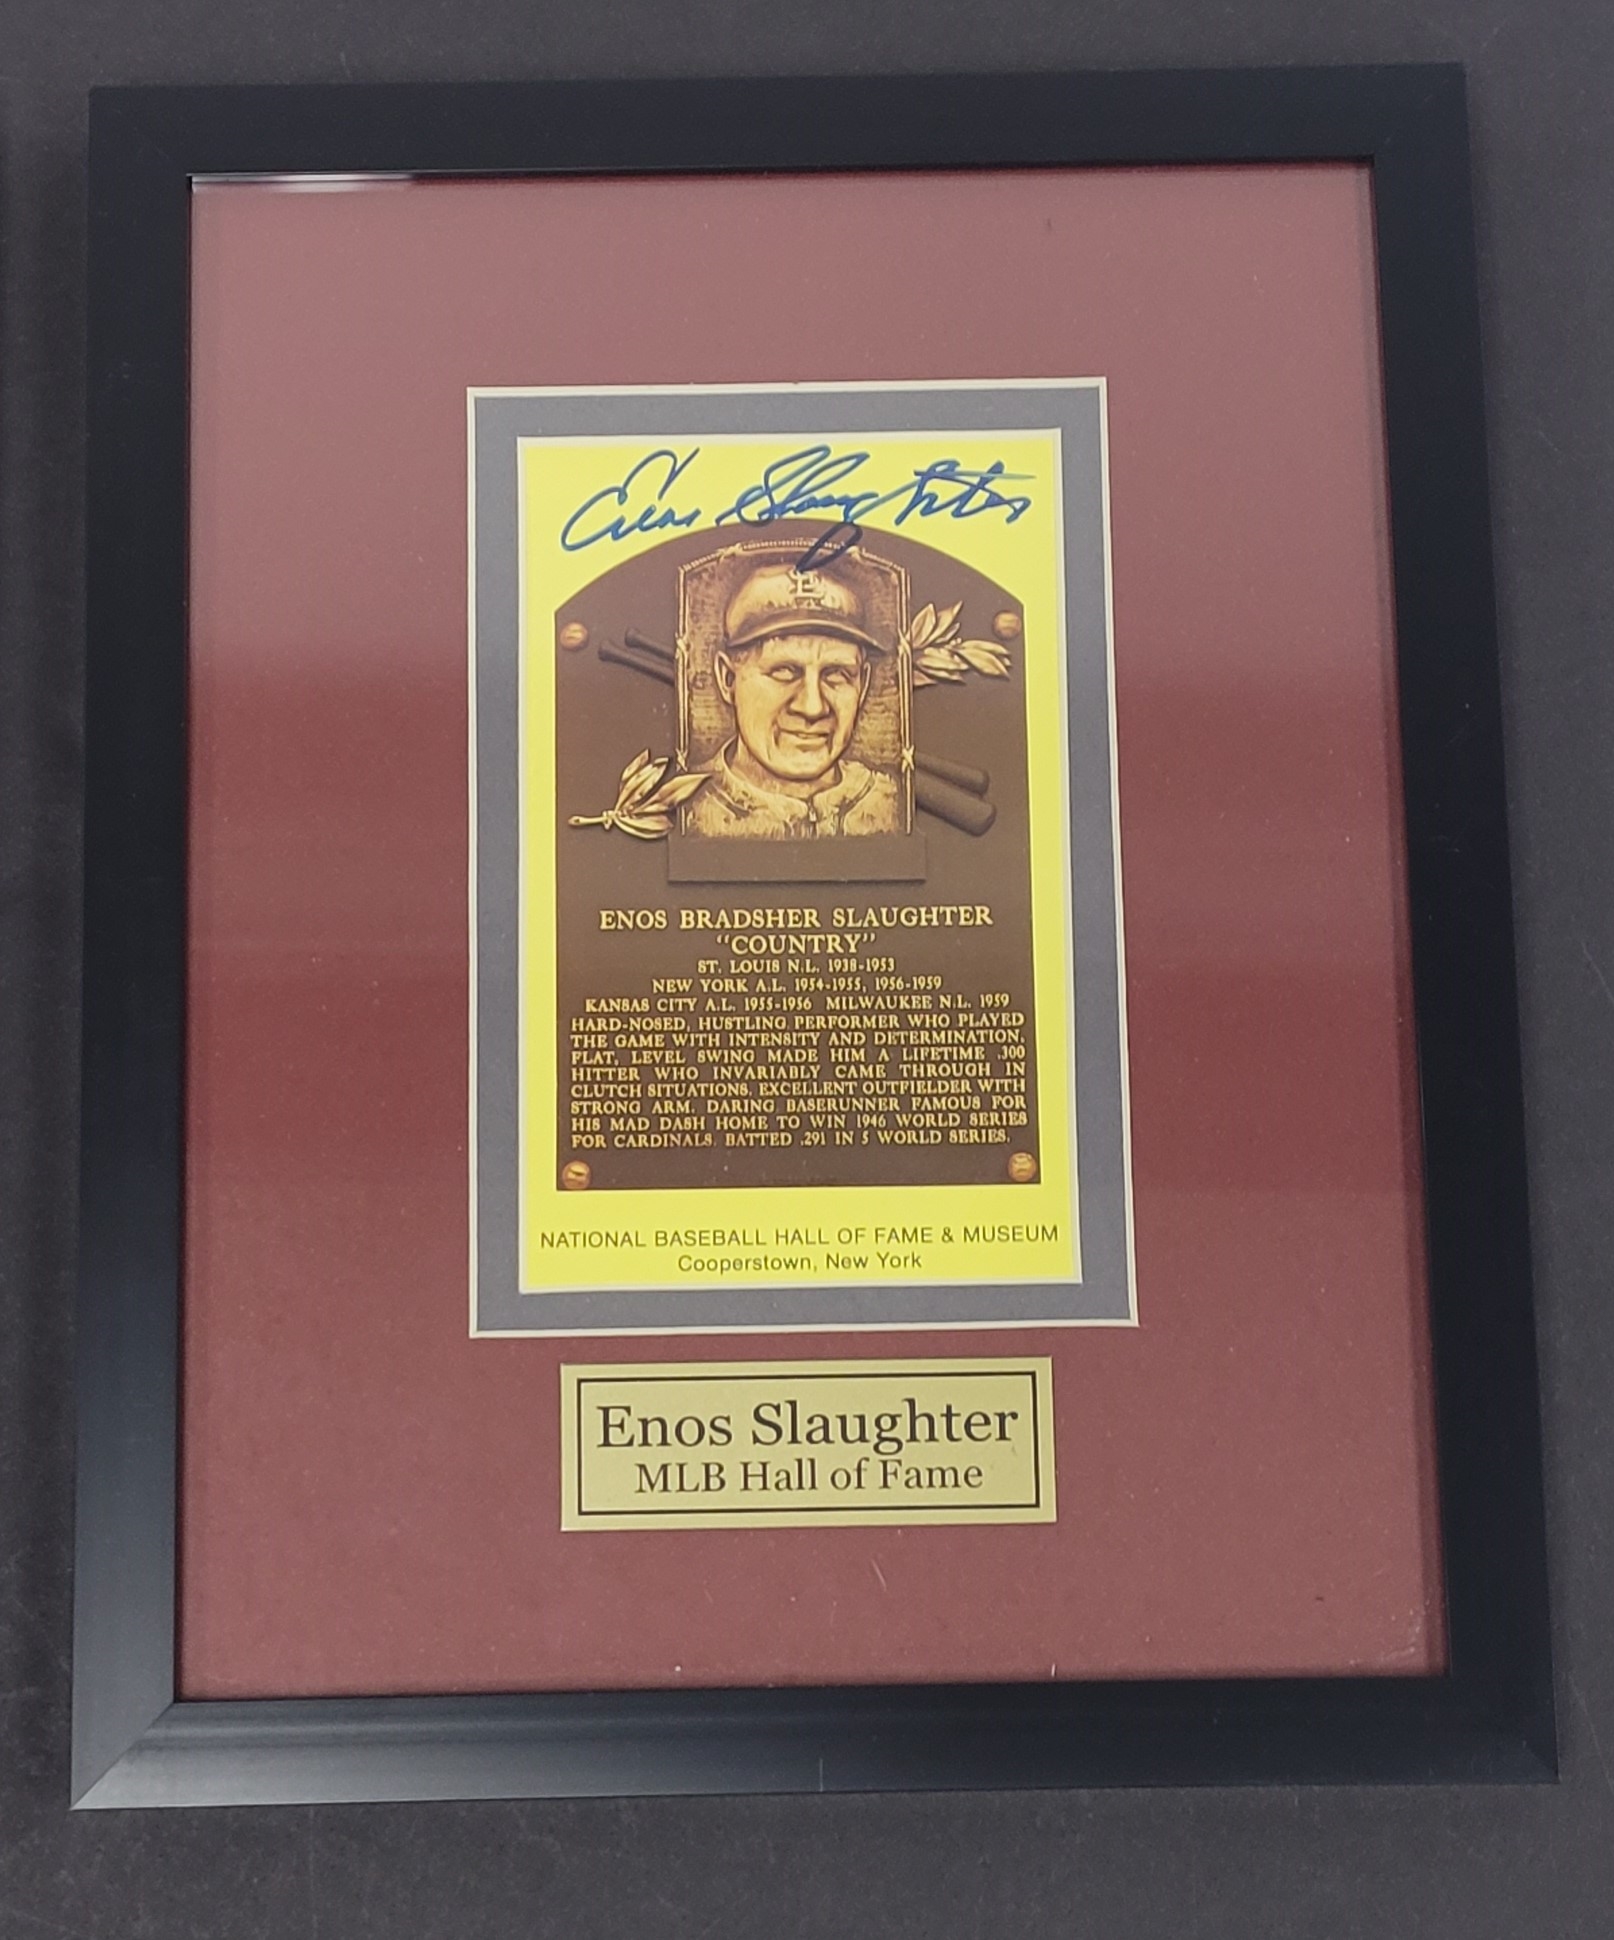 Enos Slaughter
STL
ENOS BRADSHER SLAUGHTER
"COUNTRY"
ST. LOUIS N.L. 1938-1953
NEW YORK A.L. 1954-1955, 1956-1959
KANSAS CITY A.L. 1955-1956 MILWAUKEE N.L. 1959
HARD-NOSED, HUSTLING PERFORMER WHO PLAYED
THE GAME WITH INTENSITY AND DETERMINATION.
FLAT, LEVEL SWING MADE HIM A LIFETIME .300
HITTER WHO INVARIABLY CAME THROUGH IN
CLUTCH SITUATIONS. EXCELLENT OUTFIELDER WITH
STRONG ARM. DARING BASERUNNER FAMOUS FOR
HIS MAD DASH HOME TO WIN 1946 WORLD SERIES
FOR CARDINALS. BATTED .291 IN 5 WORLD SERIES.
NATIONAL BASEBALL HALL OF FAME & MUSEUM
Cooperstown, New York
Enos Slaughter
MLB Hall of Fame